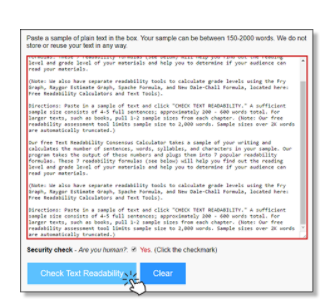 Paste a sample of plain text in the box. Your sample can be between 150-2000 words. We do not
store or reuse your text in any way.
level and grade level of your materials and help you to determine if your audience can
read your materials.
(Note: We also have separate readability tools to calculate grade levels using the Fry
Graph, Raygor Estimate Graph, Spache Formula, and New Dale-Chall Formula, located here:
Free Readability Calculators and Text Tools).
Directions: Paste in a sample of text and click "CHECK TEXT READABILITY." A sufficient
sample size consists of 4-5 full sentences; approximately 200 - 600 words total. For
larger texts, such as books, pull 1-2 sample sizes from each chapter. (Note: Our free
readability assessment tool limits sample size to 2,000 words. Sample sizes over 2k words
are automatically truncated.)
Our Free Text Readability Consensus Calculator takes a sample of your writing and
calculates the number of sentences, words, syllables, and characters in your sample. Our
program takes the output of these numbers and plugs them into 7 popular readability
formulas. These 7 readability formulas (see below) will help you find out the reading
level and grade level of your materials and help you to determine if your audience can
read your materials.
(Note: We also have separate readability tools to calculate grade levels using the Fry
Graph, Raygor Estimate Graph, Spache Formula, and New Dale-Chall Formula, located here:
Free Readability Calculators and Text Tools).
Directions: Paste in a sample of text and click "CHECK TEXT READABILITY." A sufficient
sample size consists of 4-5 full sentences; approximately 200 - 600 words total. For
larger texts, such as books, pull 1-2 sample sizes from each chapter. (Note: Our free
readability assessment tool limits sample size to 2,000 words. Sample sizes over 2k words
are automatically truncated.)
Security check - Are you human?: Yes. (Click the checkmark)
Check Text Readability Clear